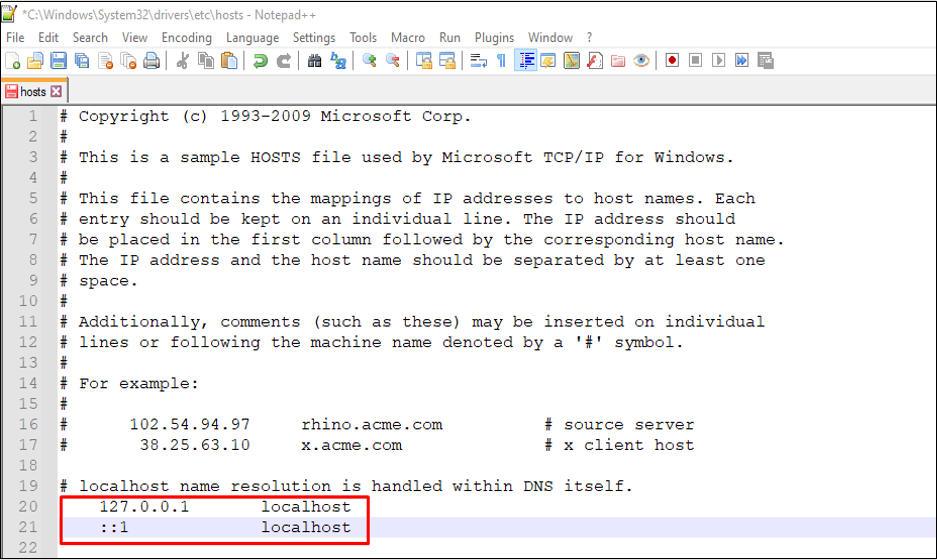 *C:\Windows\System32\drivers\etc\hosts - Notepad++
File Edit Search View Encoding Language Settings Tools Macro Run Plugins Window ?
hosts
1 # Copyright (c) 1993-2009 Microsoft Corp.
2 #
3 # This is a sample HOSTS file used by Microsoft TCP/IP for Windows.
4 #
5 # This file contains the mappings of IP addresses to host names. Each
6 # entry should be kept on an individual line. The IP address should
7 # be placed in the first column followed by the corresponding host name.
8 # The IP address and the host name should be separated by at least one
9 # space.
10 #
11 # Additionally, comments (such as these) may be inserted on individual
12 # lines or following the machine name denoted by a '#' symbol.
13 #
14 # For example:
15 #
16 # 102.54.94.97 rhino.acme.com # source server
17 # 38.25.63.10 x.acme.com # x client host
18
19 # localhost name resolution is handled within DNS itself.
20 127.0.0.1 localhost
21 ::1 localhost
22